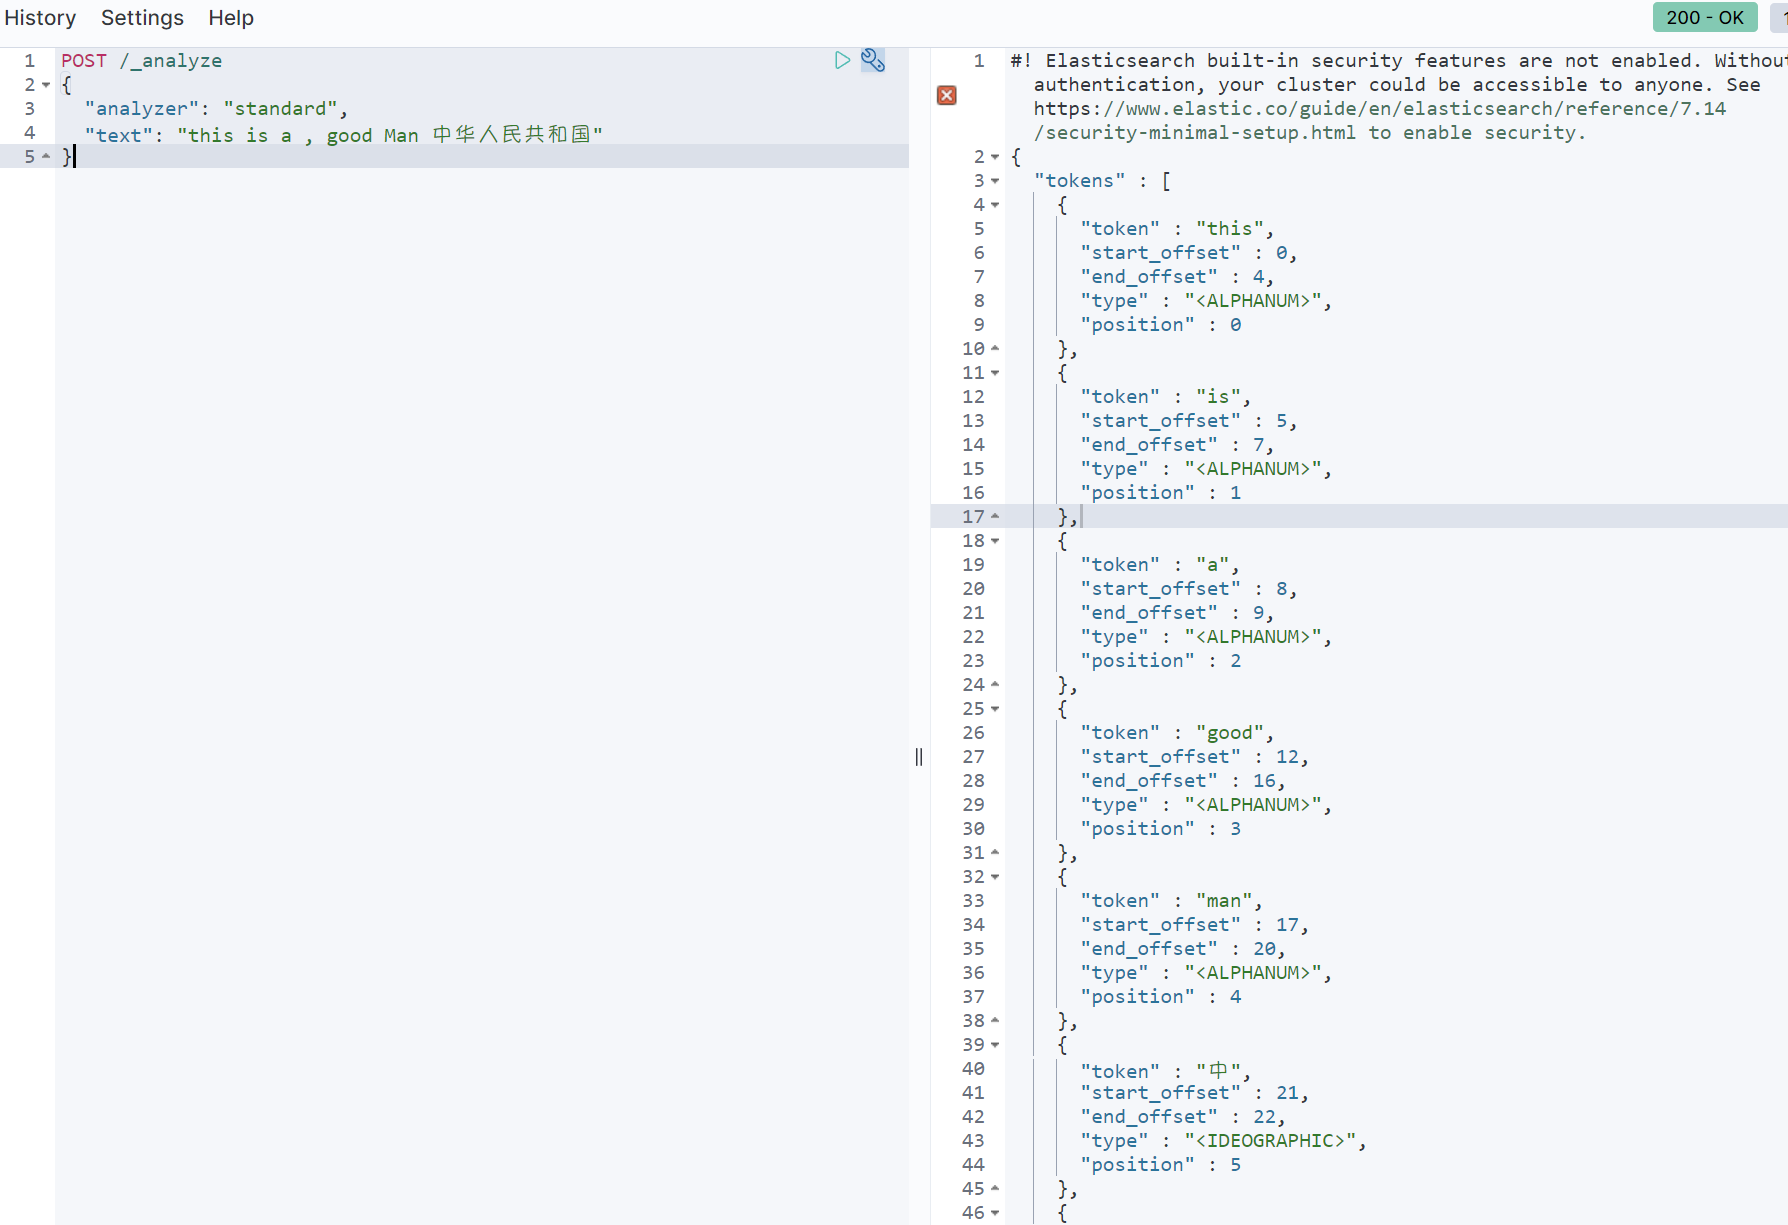 History Settings Help
200 - OK
1 POST /_analyze
2 {
3 "analyzer": "standard",
4 "text": "this is a , good Man 中华人民共和国"
5 }
1 #! Elasticsearch built-in security features are not enabled. Without
authentication, your cluster could be accessible to anyone. See
https://www.elastic.co/guide/en/elasticsearch/reference/7.14
/security-minimal-setup.html to enable security.
2 {
3 "tokens" : [
4 {
5 "token" : "this",
6 "start_offset" : 0,
7 "end_offset" : 4,
8 "type" : "<ALPHANUM>",
9 "position" : 0
10 },
11 {
12 "token" : "is",
13 "start_offset" : 5,
14 "end_offset" : 7,
15 "type" : "<ALPHANUM>",
16 "position" : 1
17 },
18 {
19 "token" : "a",
20 "start_offset" : 8,
21 "end_offset" : 9,
22 "type" : "<ALPHANUM>",
23 "position" : 2
24 },
25 {
26 "token" : "good",
27 "start_offset" : 12,
28 "end_offset" : 16,
29 "type" : "<ALPHANUM>",
30 "position" : 3
31 },
32 {
33 "token" : "man",
34 "start_offset" : 17,
35 "end_offset" : 20,
36 "type" : "<ALPHANUM>",
37 "position" : 4
38 },
39 {
40 "token" : "中",
41 "start_offset" : 21,
42 "end_offset" : 22,
43 "type" : "<IDEOGRAPHIC>",
44 "position" : 5
45 },
46 {